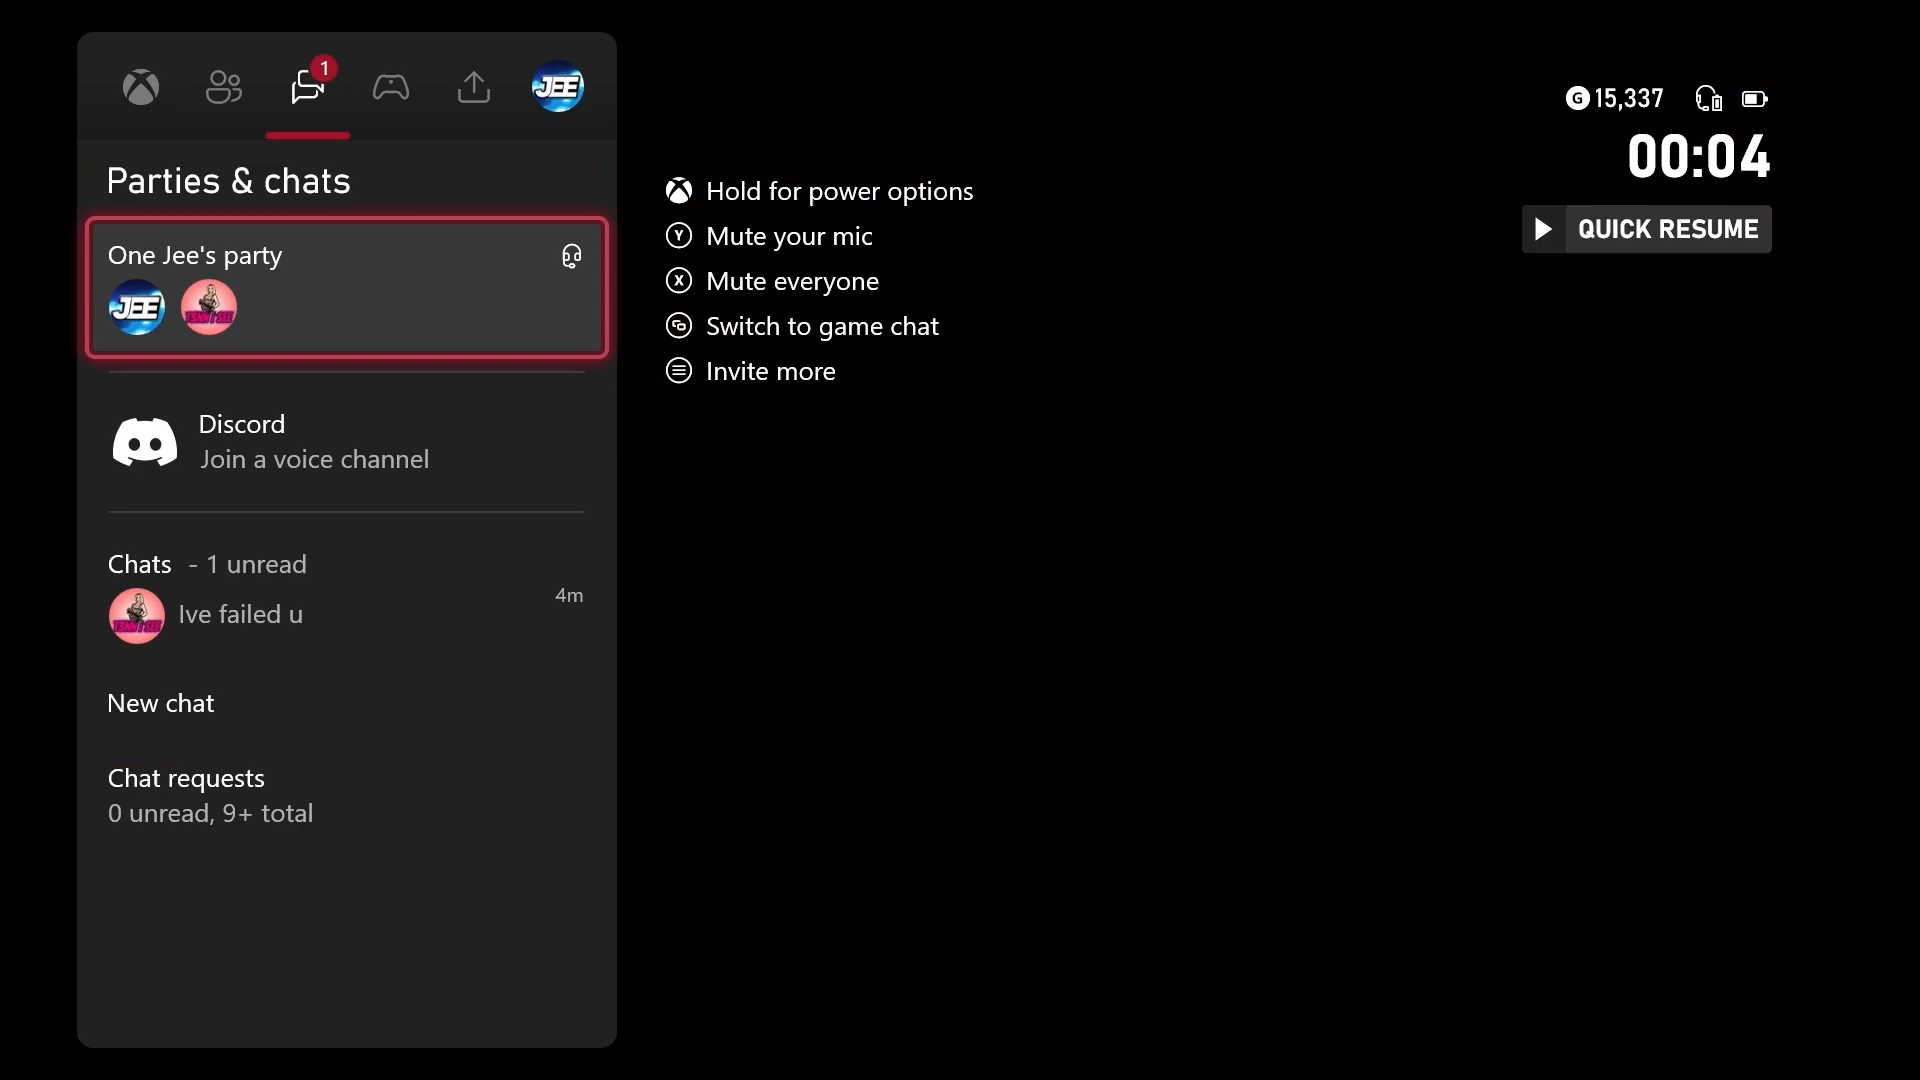 1
JEE
Parties & chats
One Jee's party
JEE
Discord
Join a voice channel
Chats - 1 unread
Ive failed u
4m
New chat
Chat requests
0 unread, 9+ total
Hold for power options
Y Mute your mic
X Mute everyone
Switch to game chat
Invite more
G 15,337
00:04
QUICK RESUME